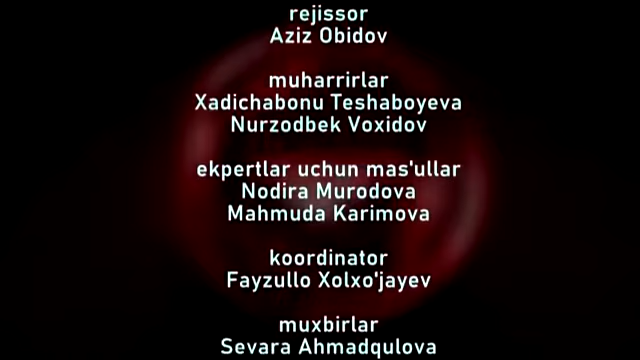 rejissor
Aziz Obidov
muharrirlar
Xadichabonu Teshaboyeva
Nurzodbek Voxidov
ekpertlar uchun mas'ullar
Nodira Murodova
Mahmuda Karimova
koordinator
Fayzullo Xolxo'jayev
muxbirlar
Sevara Ahmadqulova